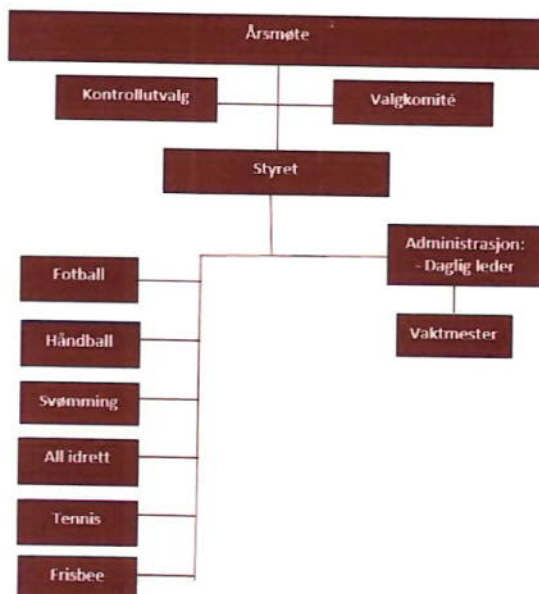 Årsmøte
Kontrollutvalg
Valgkomité
Styret
Administrasjon:
- Daglig leder
Vaktmester
Fotball
Håndball
Svømming
All idrett
Tennis
Frisbee